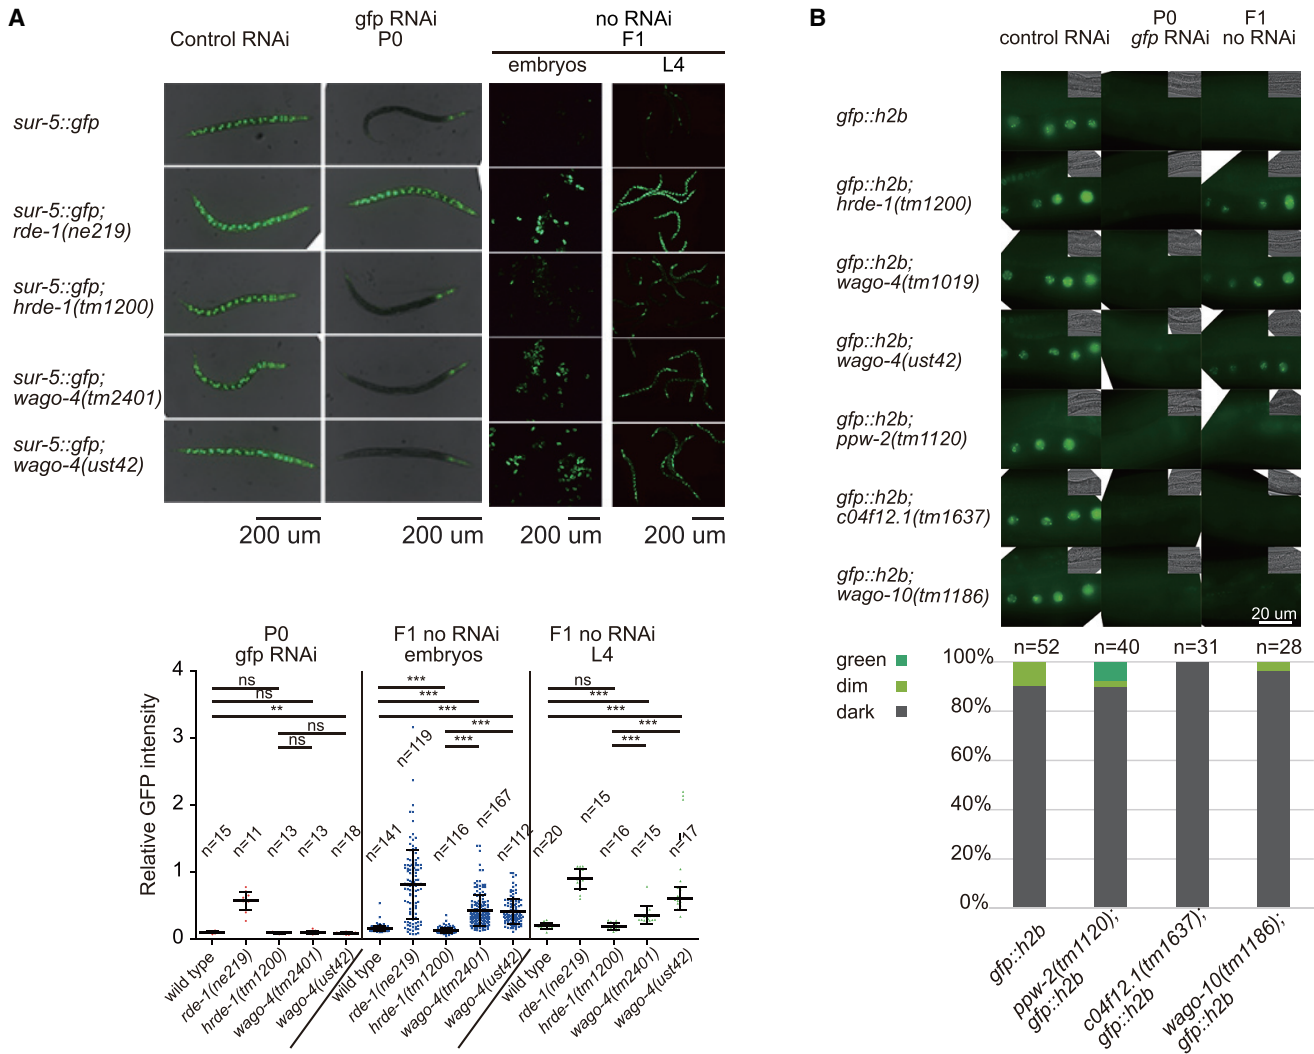 A
Control RNAi
gfp RNAi
P0
no RNAi
F1
embryos
L4
sur-5::gfp
sur-5::gfp;
rde-1(ne219)
sur-5::gfp;
hrde-1(tm1200)
sur-5::gfp;
wago-4(tm2401)
sur-5::gfp;
wago-4(ust42)
200 um
200 um
200 um
200 um
P0
gfp RNAi
F1 no RNAi
embryos
F1 no RNAi
L4
Relative GFP intensity
4
3
2
1
0
ns
ns
**
ns
ns
n=15
n=11
n=13
n=13
n=18
***
***
***
***
***
n=141
n=119
n=116
n=167
n=112
ns
***
***
***
***
n=20
n=15
n=16
n=15
n=17
wild type
rde-1(ne219)
hrde-1(tm1200)
wago-4(tm2401)
wago-4(ust42)
wild type
rde-1(ne219)
hrde-1(tm1200)
wago-4(tm2401)
wago-4(ust42)
wild type
rde-1(ne219)
hrde-1(tm1200)
wago-4(tm2401)
wago-4(ust42)
B
control RNAi
P0
gfp RNAi
F1
no RNAi
gfp::h2b
gfp::h2b;
hrde-1(tm1200)
gfp::h2b;
wago-4(tm1019)
gfp::h2b;
wago-4(ust42)
gfp::h2b;
ppw-2(tm1120)
gfp::h2b;
c04f12.1(tm1637)
gfp::h2b;
wago-10(tm1186)
20 um
green
dim
dark
n=52
n=40
n=31
n=28
100%
80%
60%
40%
20%
0%
gfp::h2b
ppw-2(tm1120);
gfp::h2b
c04f12.1(tm1637);
gfp::h2b
wago-10(tm1186);
gfp::h2b